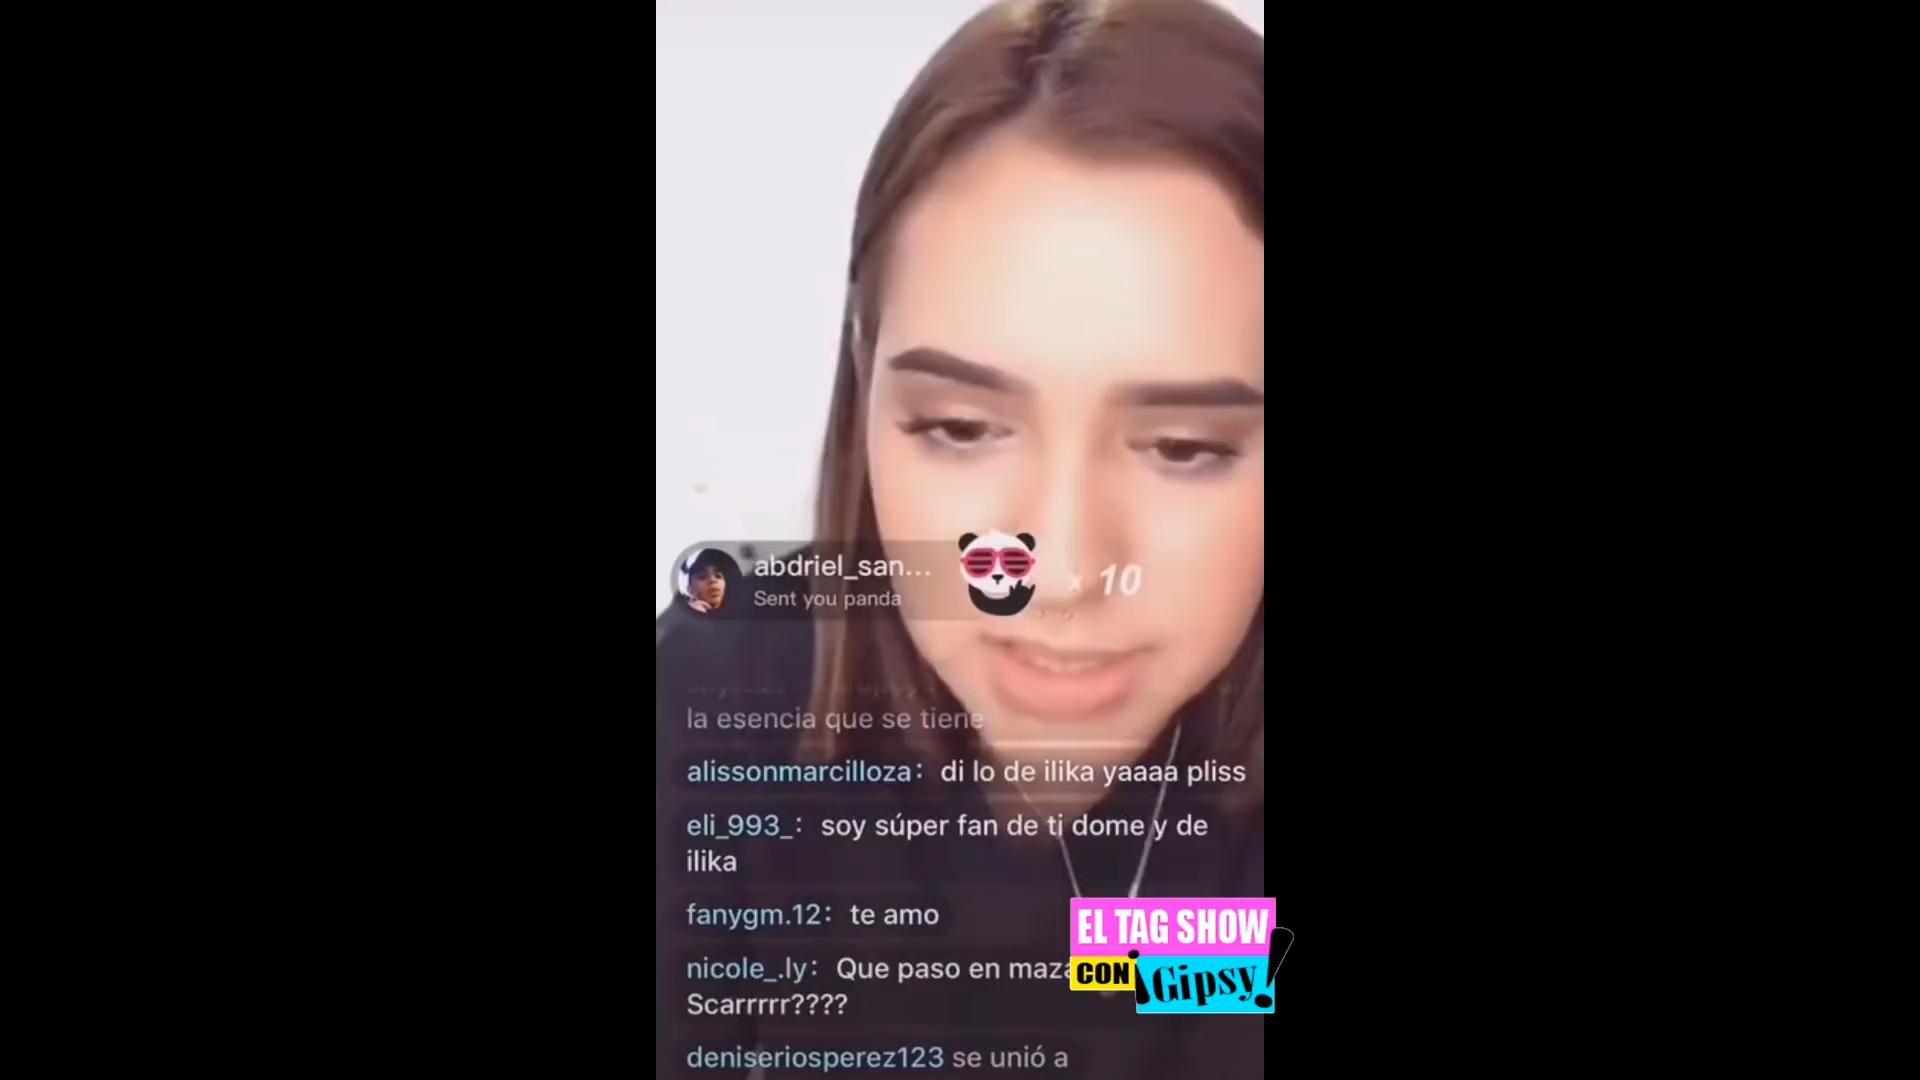 abdriel_san...
Sent you panda
x 10
la esencia que se tiene
alissonmarcilloza: di lo de ilika yaaaa pliss
eli_993_: soy súper fan de ti dome y de
ilika
fanygm.12: te amo
nicole_.ly: Que paso en maza
Scarrrrr????
deniseriosperez123 se unió a
EL TAG SHOW
CON ¡Gipsy!